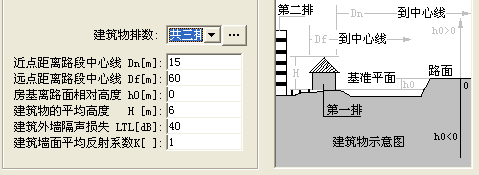 建筑物排数:
共三排
...
近点距离路段中心线 Dn[m]:
15
远点距离路段中心线 Df[m]:
60
房基离路面相对高度 h0[m]:
0
建筑物的平均高度 H [m]:
6
建筑外墙隔声损失 LTL[dB]:
40
建筑墙面平均反射系数K[ ]:
1
第二排
Dn
到中心线
h0>0
Df
到中心线
H
基准平面
h0
路面
0
第一排
建筑物示意图
h0<0